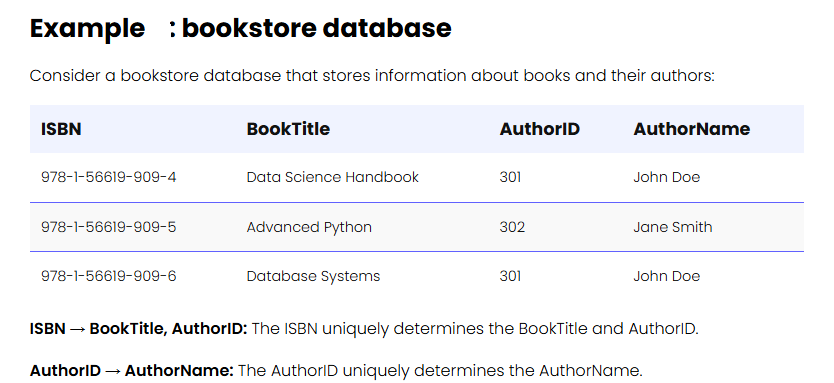 Example : bookstore database
Consider a bookstore database that stores information about books and their authors:
ISBN BookTitle AuthorID AuthorName
978-1-56619-909-4 Data Science Handbook 301 John Doe
978-1-56619-909-5 Advanced Python 302 Jane Smith
978-1-56619-909-6 Database Systems 301 John Doe
ISBN → BookTitle, AuthorID: The ISBN uniquely determines the BookTitle and AuthorID.
AuthorID → AuthorName: The AuthorID uniquely determines the AuthorName.